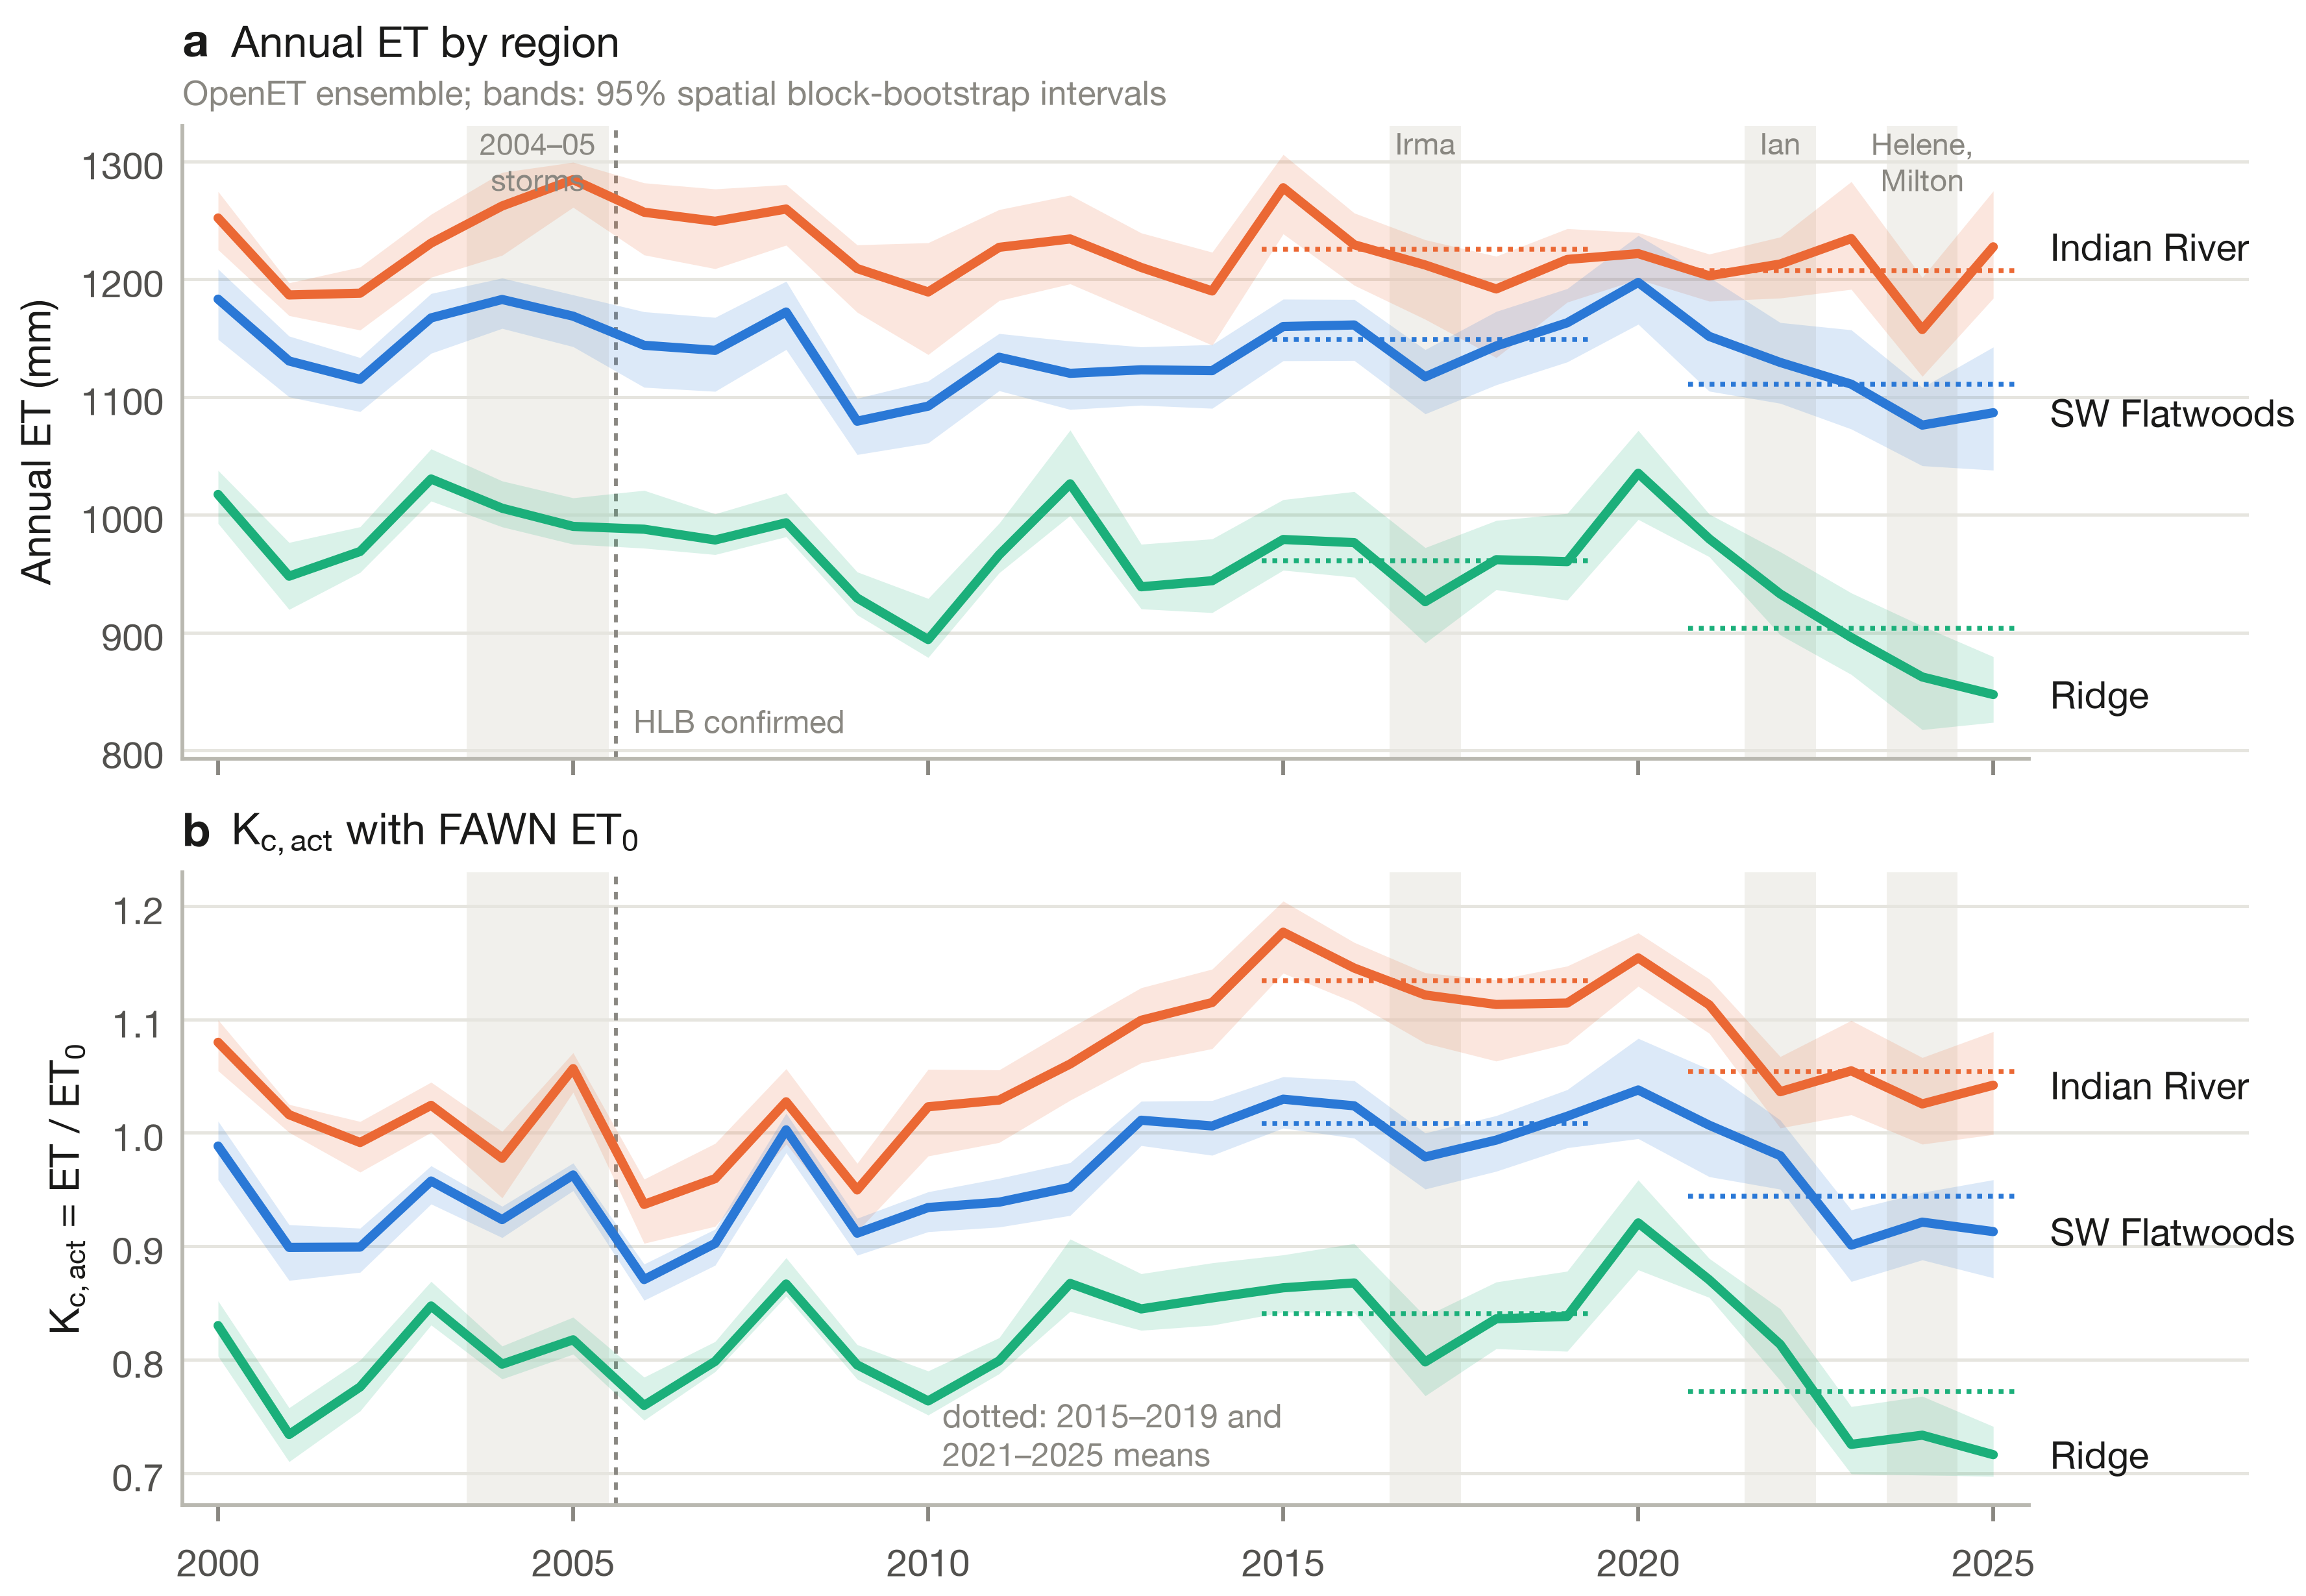 a Annual ET by region
OpenET ensemble; bands: 95% spatial block-bootstrap intervals
2004–05
storms
Irma
Ian
Helene,
Milton
1300
1200
1100
1000
900
800
Annual ET (mm)
Indian River
SW Flatwoods
Ridge
HLB confirmed
b Kc, act with FAWN ET0
1.2
1.1
1.0
0.9
0.8
0.7
Kc, act = ET / ET0
Indian River
SW Flatwoods
Ridge
dotted: 2015–2019 and
2021–2025 means
2000 2005 2010 2015 2020 2025